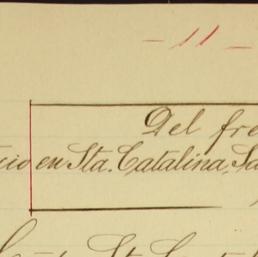 - 11 -
Del fre
cio en Sta. Catalina, Sa